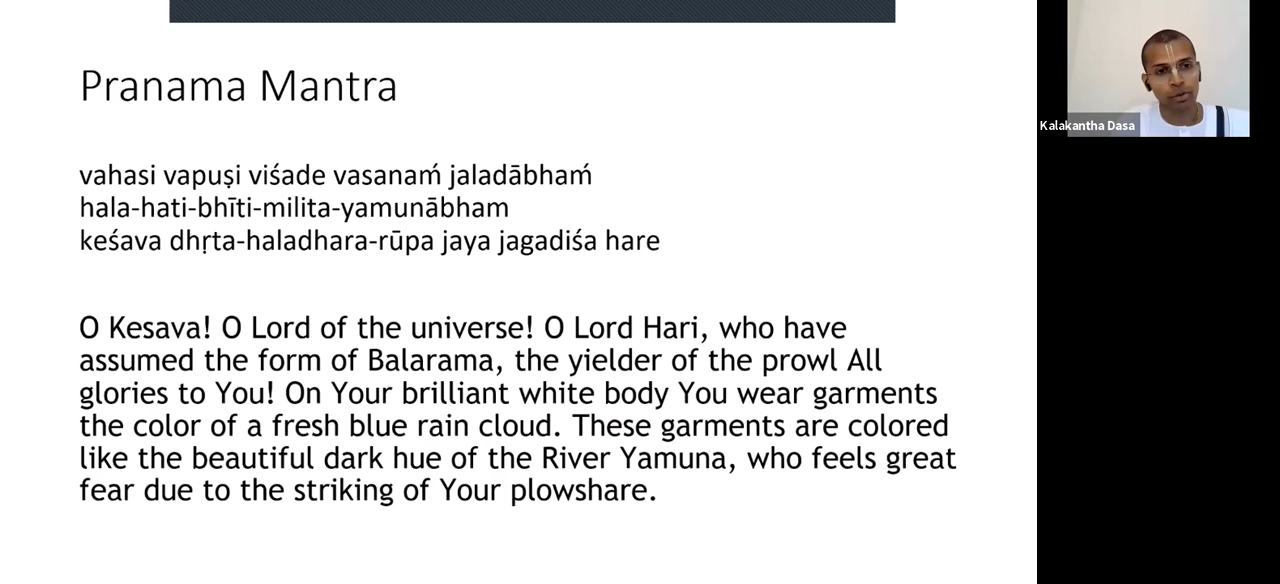 Pranama Mantra
vahasi vapuṣi viśade vasanaḿ jaladābhaḿ
hala-hati-bhīti-milita-yamunābham
keśava dhṛta-haladhara-rūpa jaya jagadiśa hare
O Kesava! O Lord of the universe! O Lord Hari, who have
assumed the form of Balarama, the yielder of the prowl All
glories to You! On Your brilliant white body You wear garments
the color of a fresh blue rain cloud. These garments are colored
like the beautiful dark hue of the River Yamuna, who feels great
fear due to the striking of Your plowshare.
Kalakantha Dasa